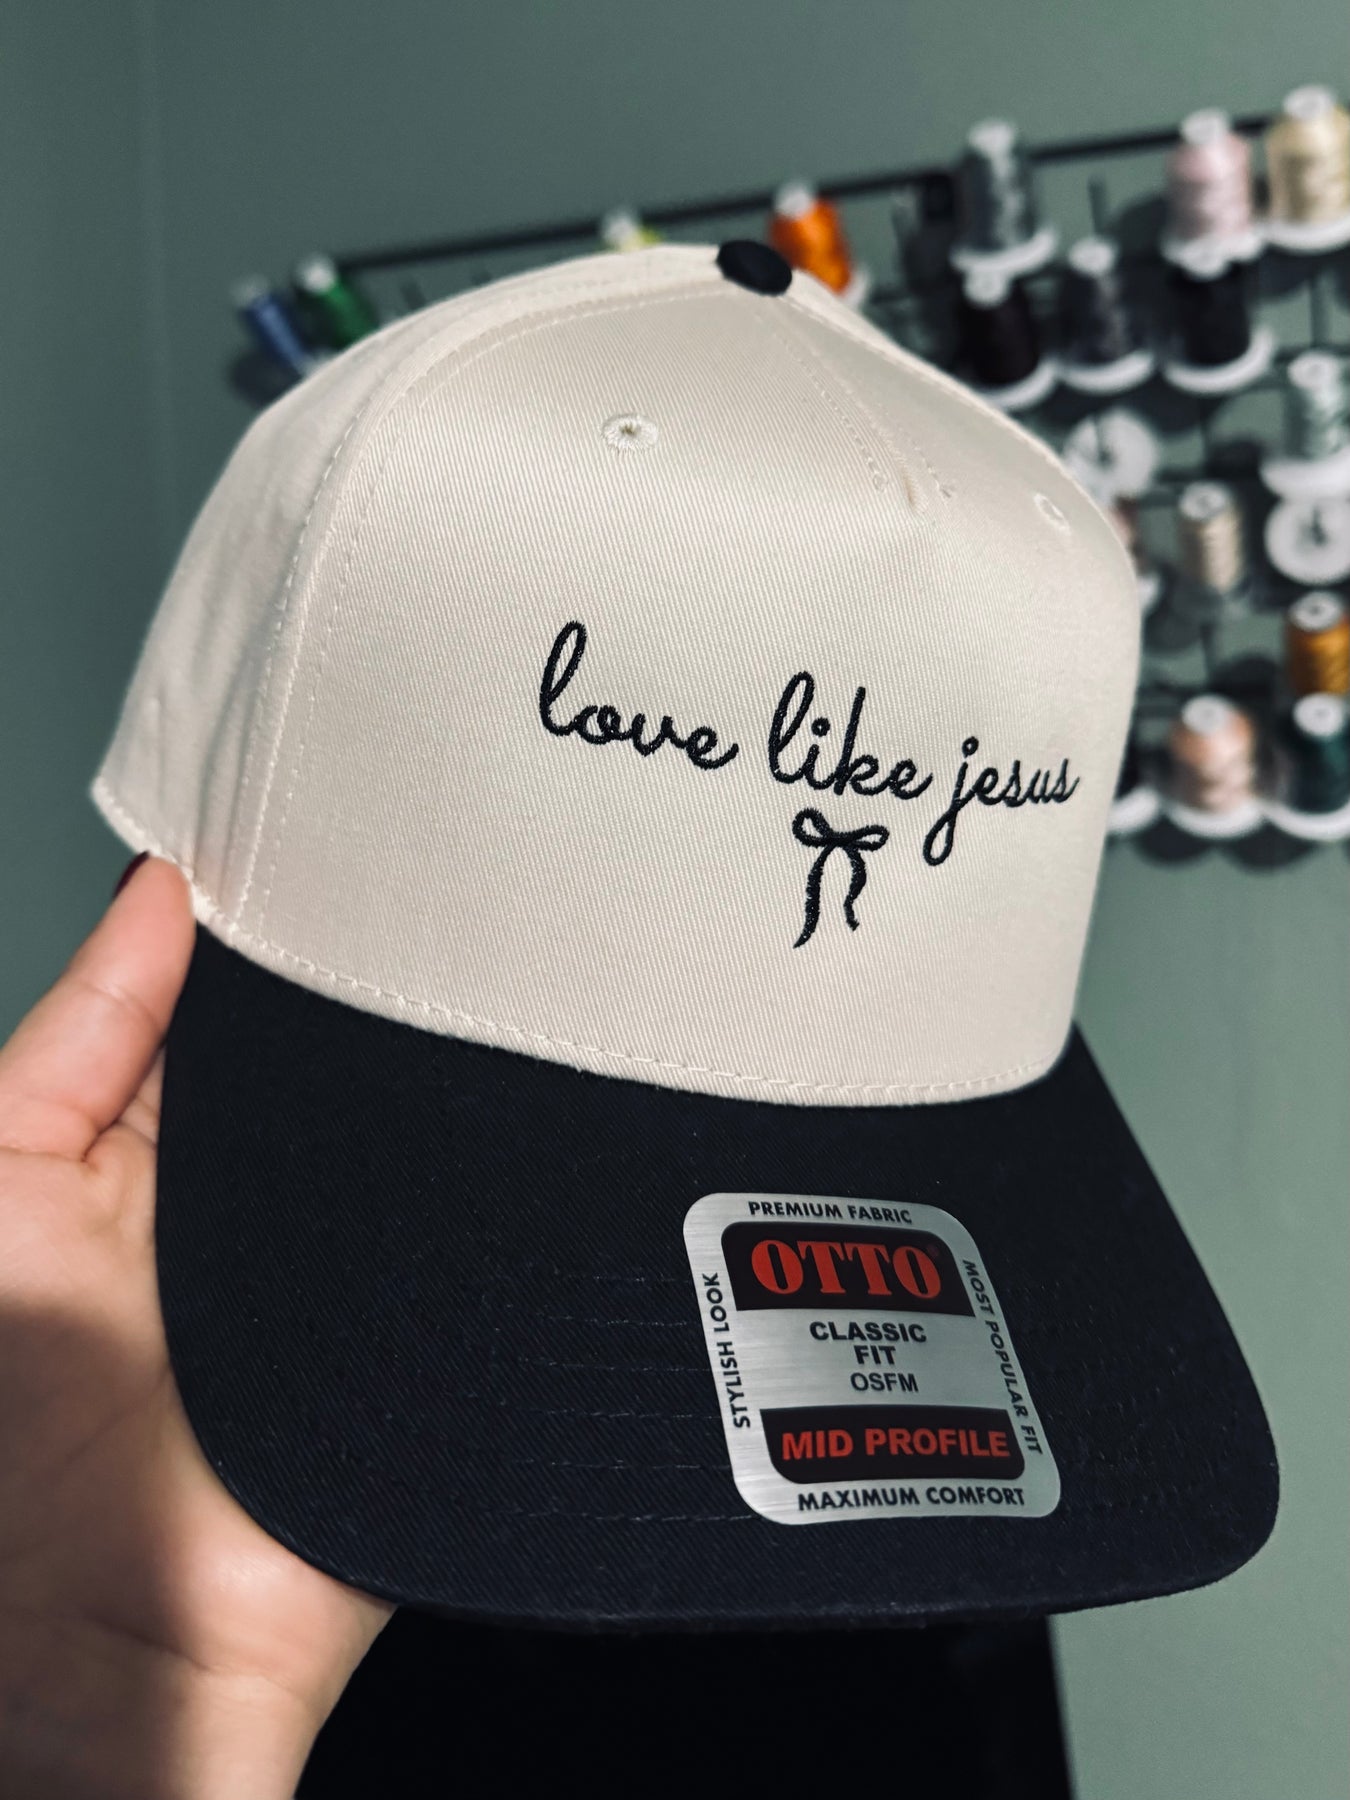 love like jesus
PREMIUM FABRIC
OTTO®
STYLISH LOOK
MOST POPULAR FIT
CLASSIC
FIT
OSFM
MID PROFILE
MAXIMUM COMFORT